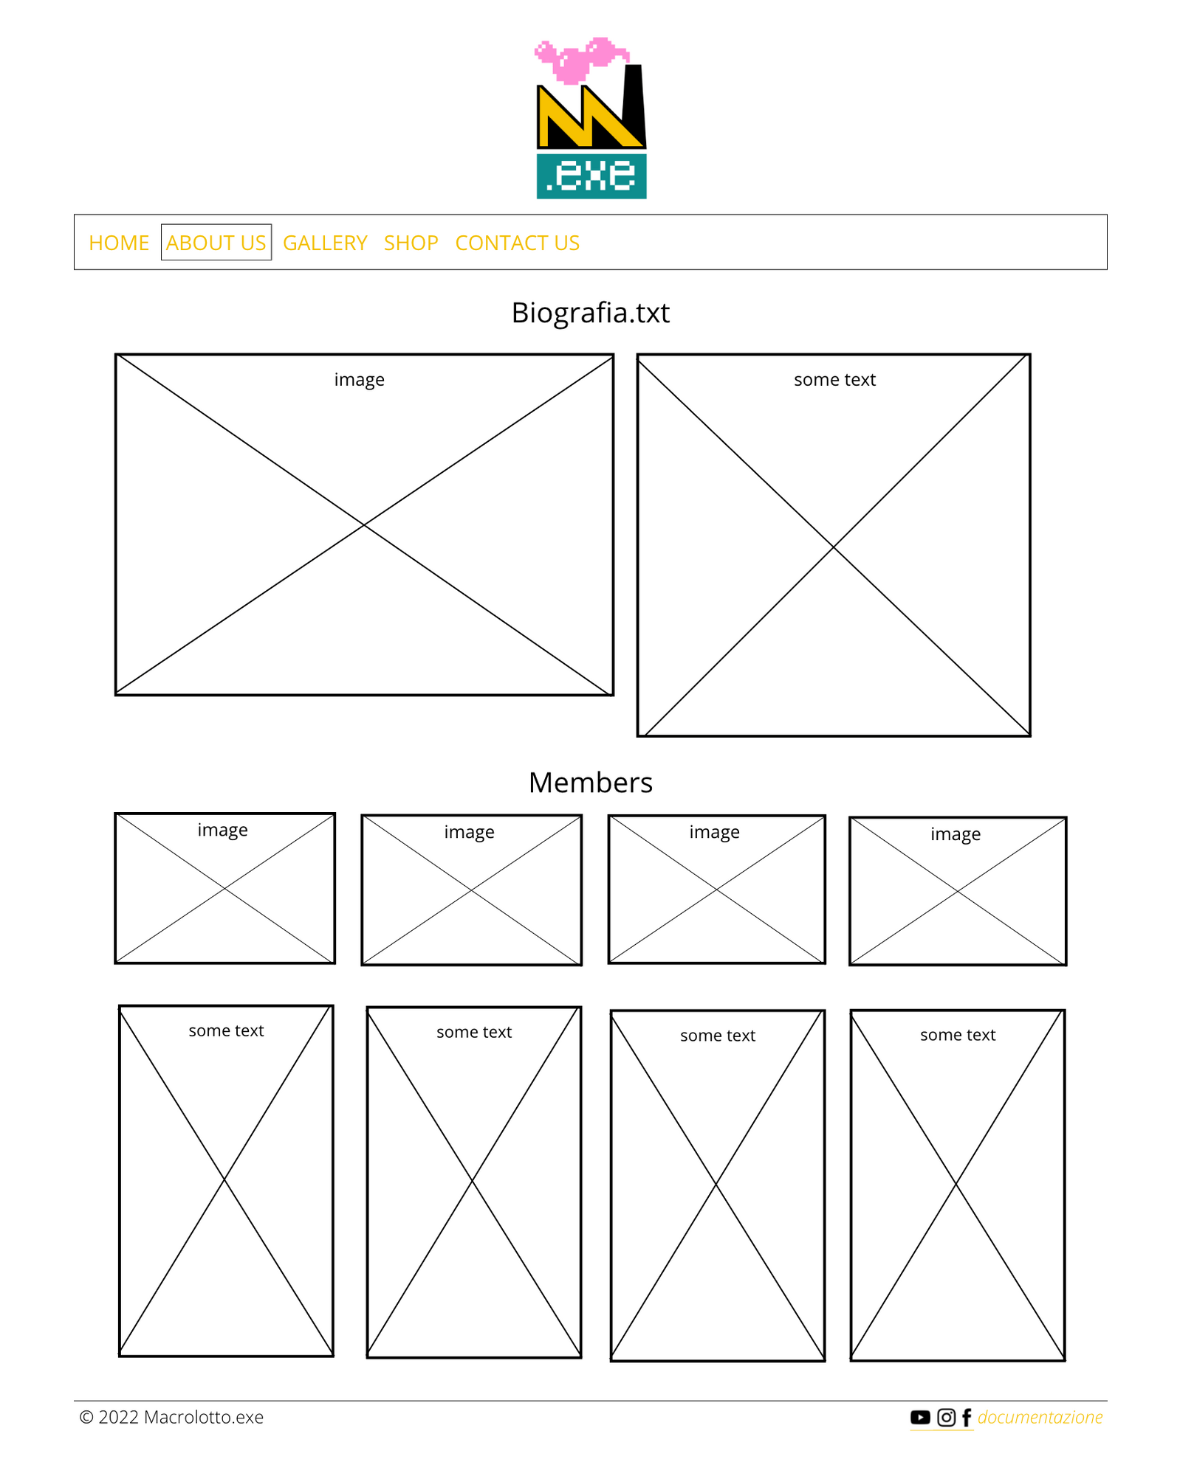 .exe
HOME ABOUT US GALLERY SHOP CONTACT US
Biografia.txt
image
some text
Members
image image image image
some text some text some text some text
© 2022 Macrolotto.exe
documentazione